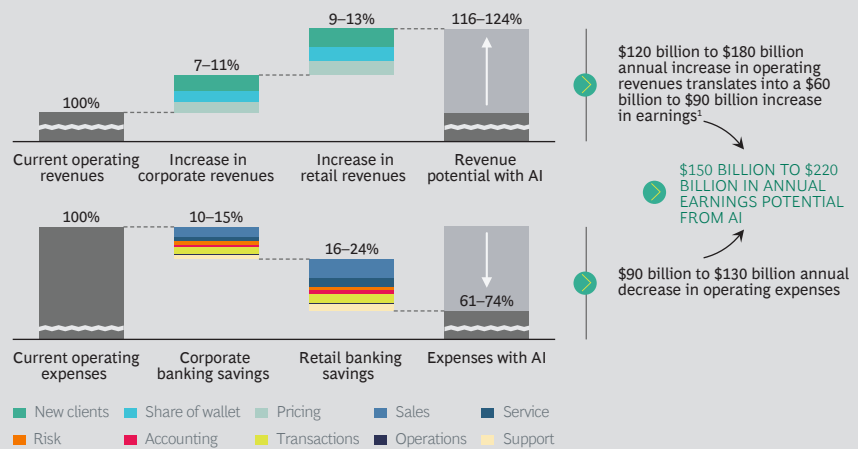 9–13%
116–124%
7–11%
100%
$120 billion to $180 billion
annual increase in operating
revenues translates into a $60
billion to $90 billion increase
in earnings¹
Current operating
revenues
Increase in
corporate revenues
Increase in
retail revenues
Revenue
potential with AI
$150 BILLION TO $220
BILLION IN ANNUAL
EARNINGS POTENTIAL
FROM AI
100%
10–15%
16–24%
61–74%
$90 billion to $130 billion annual
decrease in operating expenses
Current operating
expenses
Corporate
banking savings
Retail banking
savings
Expenses with AI
New clients
Share of wallet
Pricing
Sales
Service
Risk
Accounting
Transactions
Operations
Support